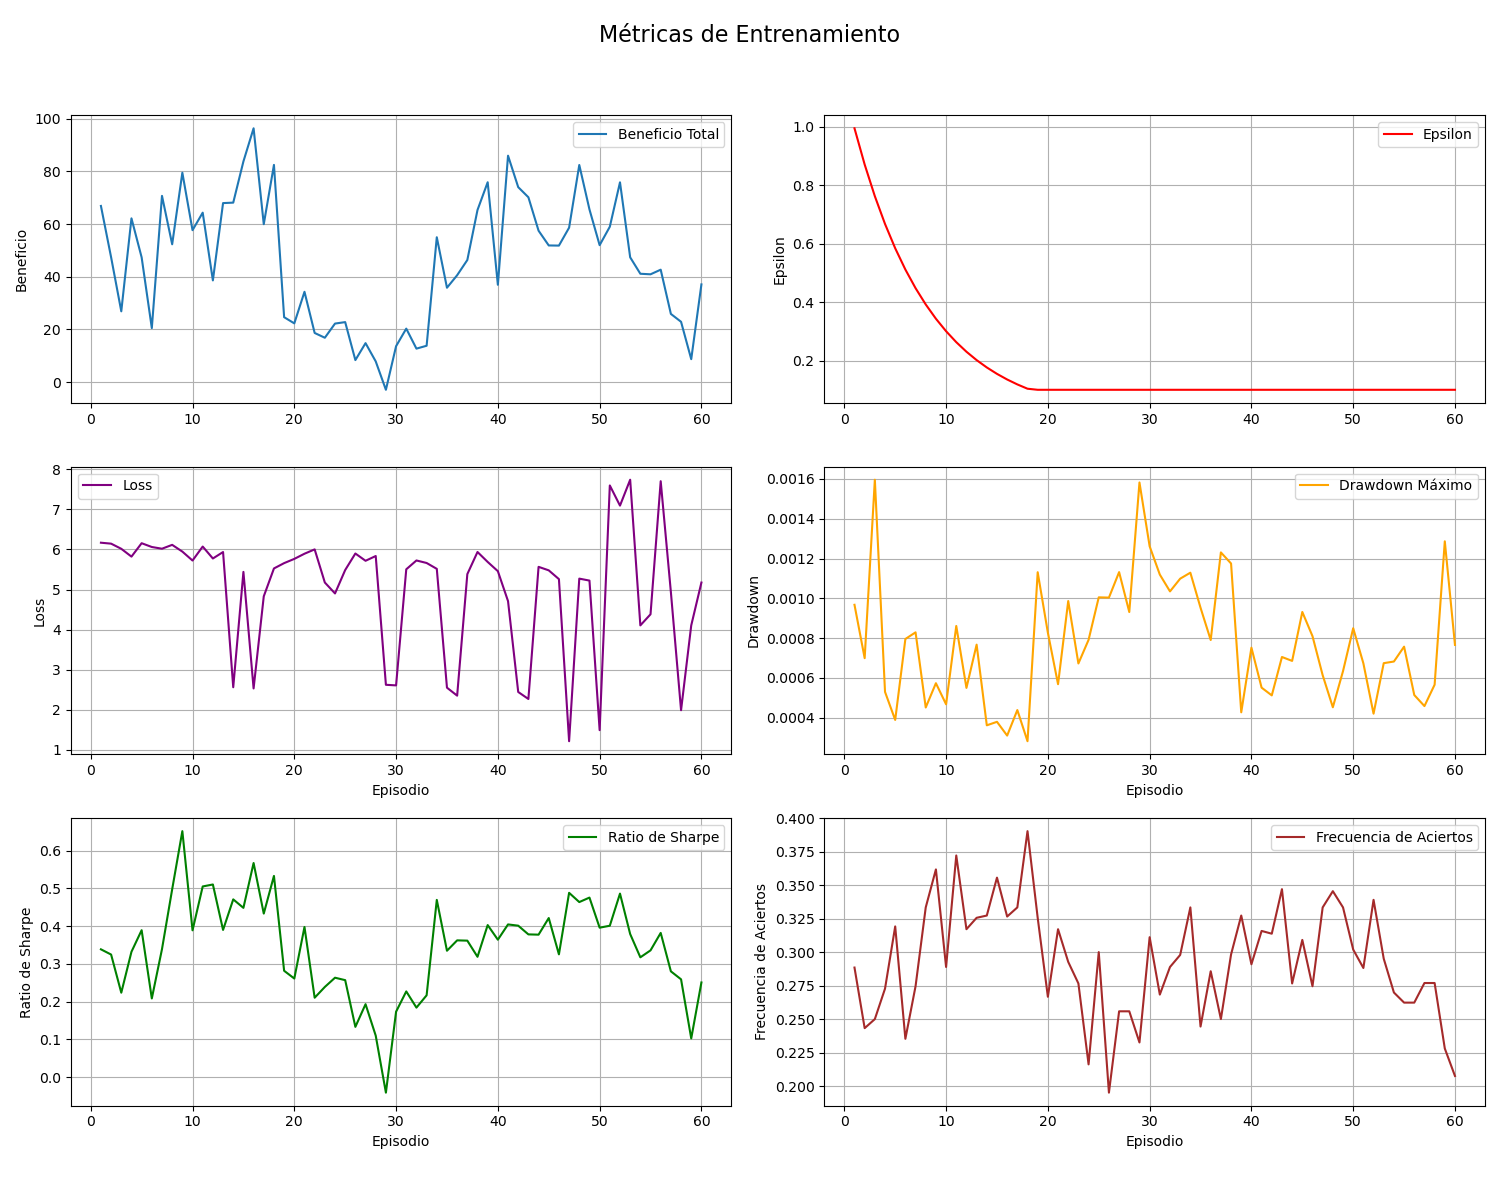 Métricas de Entrenamiento
Beneficio
100
80
60
40
20
0
Beneficio Total
0 10 20 30 40 50 60
Epsilon
1.0
0.8
0.6
0.4
0.2
Epsilon
0 10 20 30 40 50 60
Loss
8
7
6
5
4
3
2
1
Loss
0 10 20 30 40 50 60
Episodio
Drawdown
0.0016
0.0014
0.0012
0.0010
0.0008
0.0006
0.0004
Drawdown Máximo
0 10 20 30 40 50 60
Episodio
Ratio de Sharpe
0.6
0.5
0.4
0.3
0.2
0.1
0.0
Ratio de Sharpe
0 10 20 30 40 50 60
Episodio
Frecuencia de Aciertos
0.400
0.375
0.350
0.325
0.300
0.275
0.250
0.225
0.200
Frecuencia de Aciertos
0 10 20 30 40 50 60
Episodio